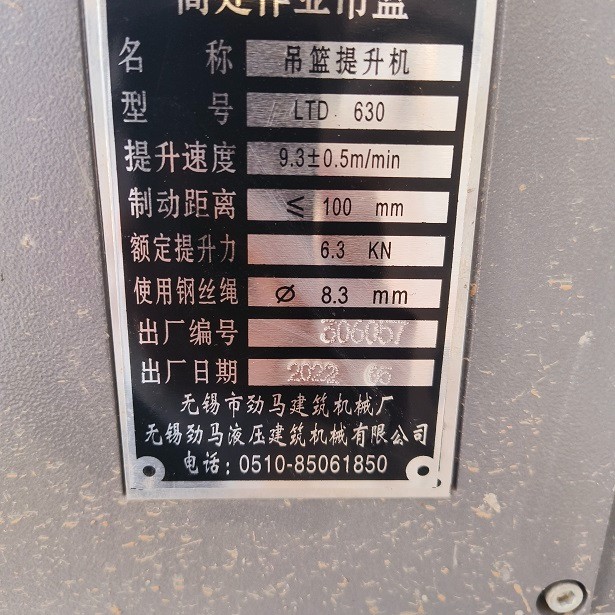 高处作业吊篮
名 称 吊篮提升机
型 号 LTD 630
提升速度 9.3±0.5m/min
制动距离 ≤ 100 mm
额定提升力 6.3 KN
使用钢丝绳 Ø 8.3 mm
出厂编号 306057
出厂日期 2022 05
无锡市劲马建筑机械厂
无锡劲马液压建筑机械有限公司
电话:0510-85061850